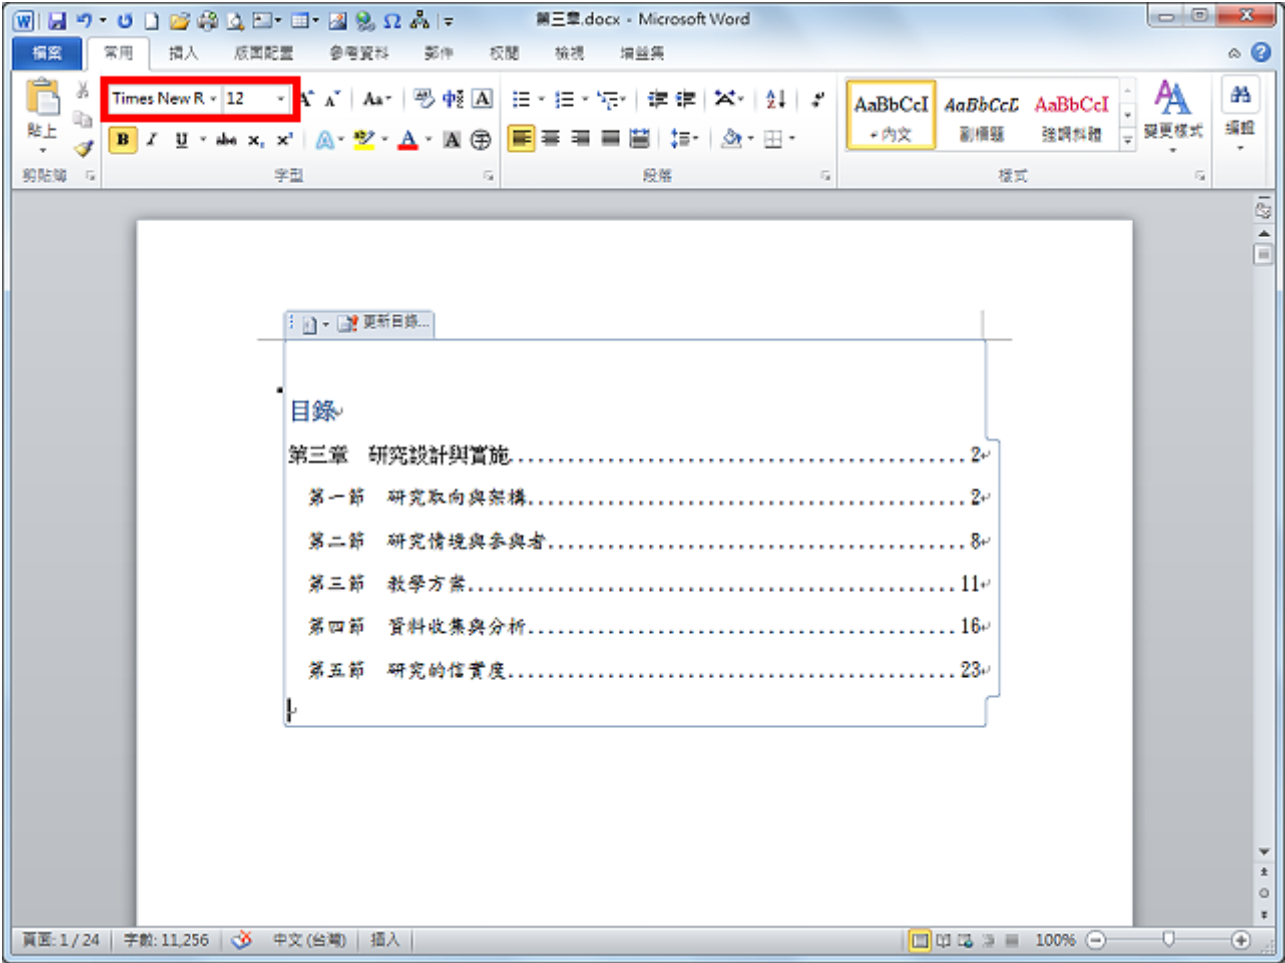 第三章.docx - Microsoft Word
檔案 常用 插入 版面配置 參考資料 郵件 校閱 檢視 增益集
Times New R 12
貼上
B I U abc x₂ x²
AaBbCcI AaBbCcD AaBbCcI
內文 副標題 強調斜體 變更樣式 編輯
剪貼簿 字型 段落 樣式
更新目錄...
目錄
第三章 研究設計與實施 2
第一節 研究取向與架構 2
第二節 研究情境與參與者 8
第三節 教學方案 11
第四節 資料收集與分析 16
第五節 研究的信實度 23
頁面: 1 / 24 字數: 11,256 中文 (台灣) 插入 100%